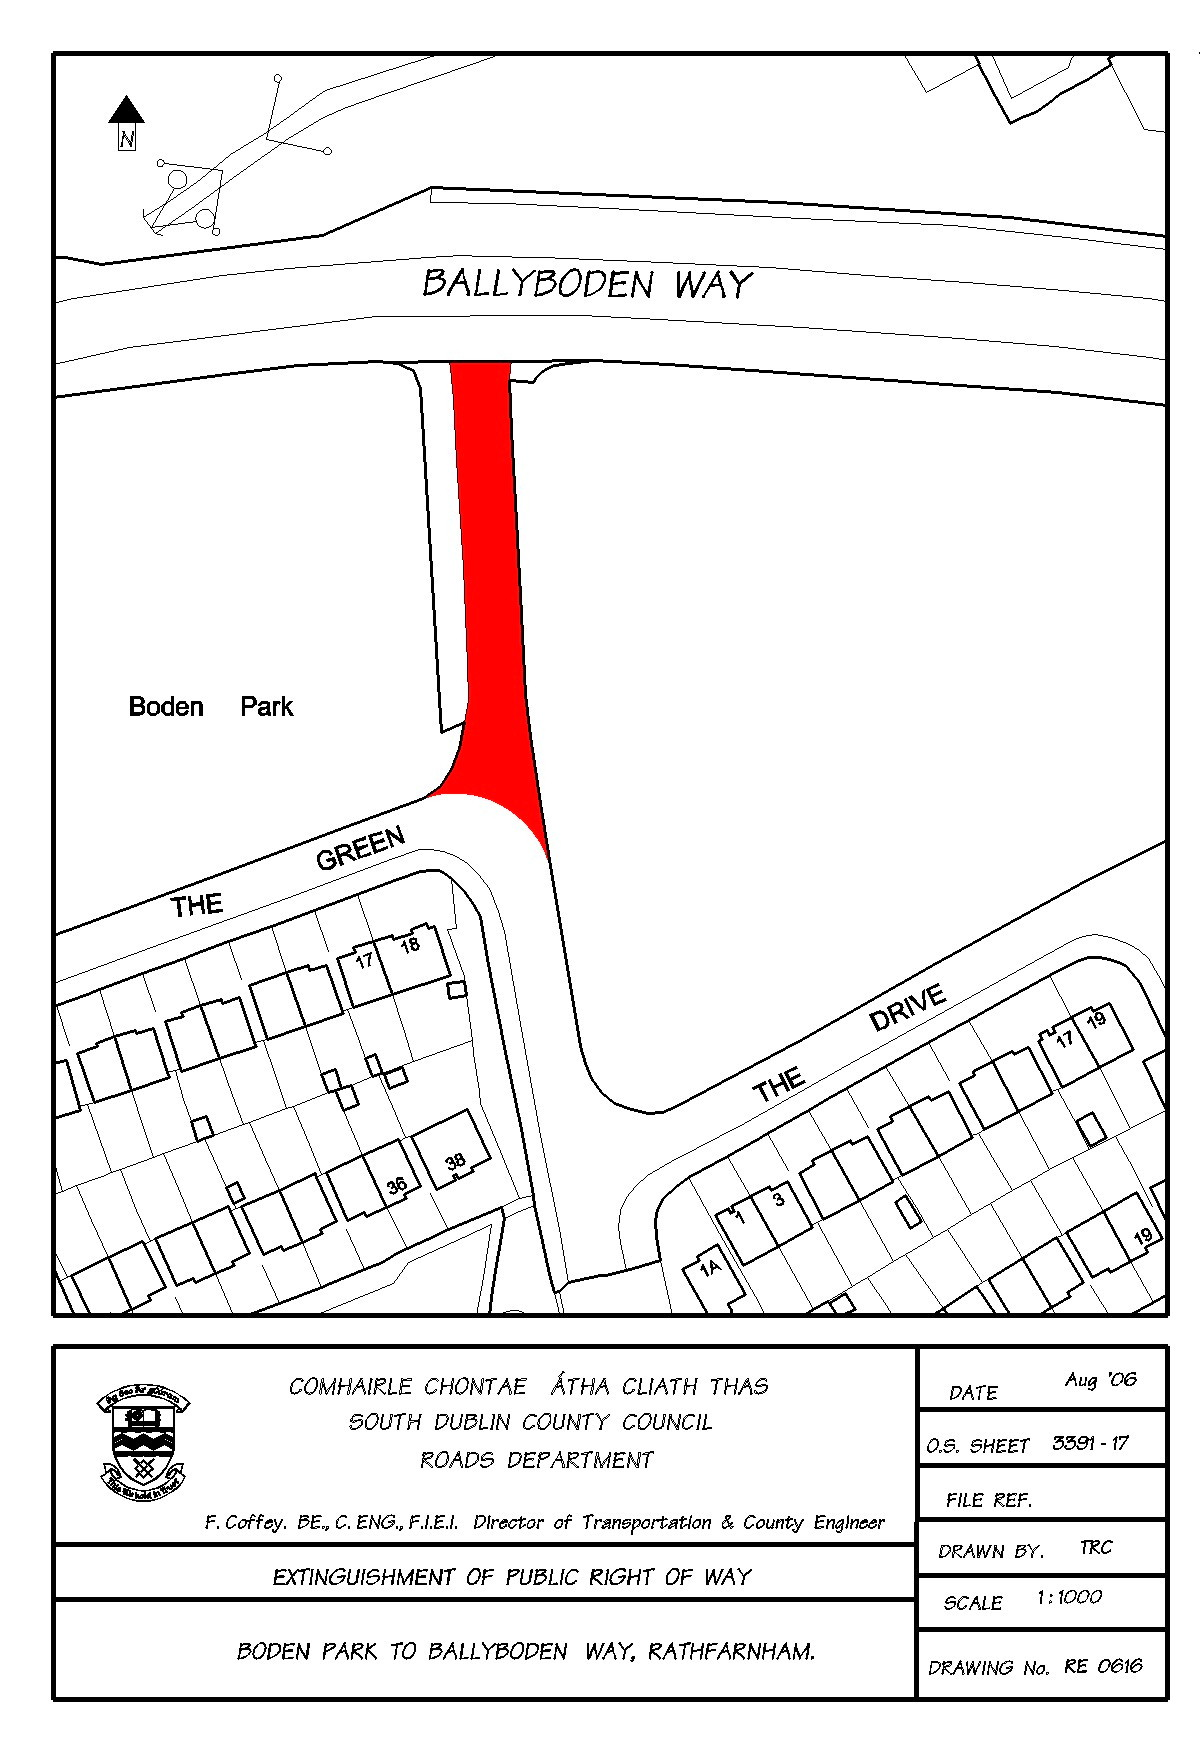 N
BALLYBODEN WAY
Boden Park
THE GREEN
THE DRIVE
17 18
36 38
17 19
1 3
1A
19
COMHAIRLE CHONTAE ÁTHA CLIATH THAS
SOUTH DUBLIN COUNTY COUNCIL
ROADS DEPARTMENT
F. Coffey. BE., C. ENG., F.I.E.I. Director of Transportation & County Engineer
EXTINGUISHMENT OF PUBLIC RIGHT OF WAY
BODEN PARK TO BALLYBODEN WAY, RATHFARNHAM.
DATE Aug '06
O.S. SHEET 3391 - 17
FILE REF.
DRAWN BY. TRC
SCALE 1 : 1000
DRAWING No. RE 0616